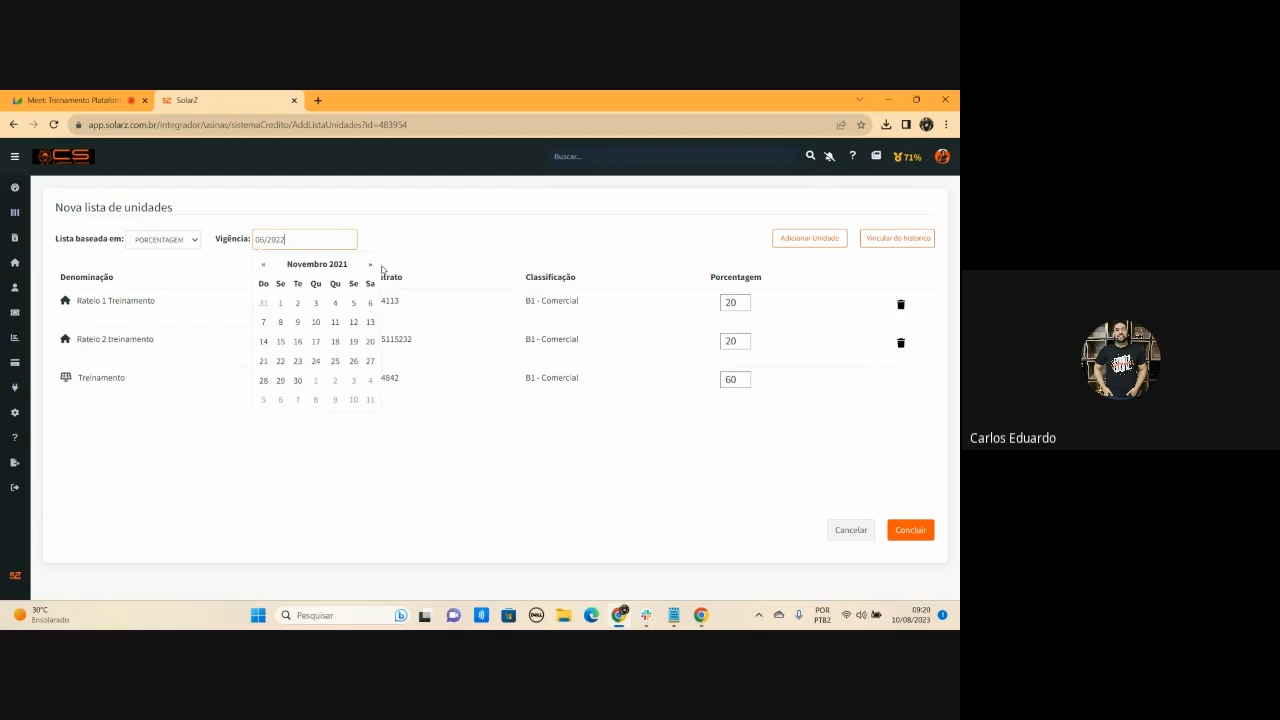 Meet: Treinamento Plataform
SolarZ
app.solarz.com.br/integrador/usinas/sistemaCredito/AddListaUnidades?id=483954
CS
Buscar...
71%
Nova lista de unidades
Lista baseada em: PORCENTAGEM Vigência: 06/2022 Adicionar Unidade Vincular do historico
« Novembro 2021 »
Denominação trato Classificação Porcentagem
Do Se Te Qu Qu Se Sa
Rateio 1 Treinamento 4113 B1 - Comercial 20
31 1 2 3 4 5 6
7 8 9 10 11 12 13
Rateio 2 treinamento 5115232 B1 - Comercial 20
14 15 16 17 18 19 20
21 22 23 24 25 26 27
Treinamento 4842 B1 - Comercial 60
28 29 30 1 2 3 4
5 6 7 8 9 10 11
Cancelar Concluir
SZ
30°C
Ensolarado
Pesquisar
DELL
POR
PTB2
09:20
10/08/2023
1
Carlos Eduardo